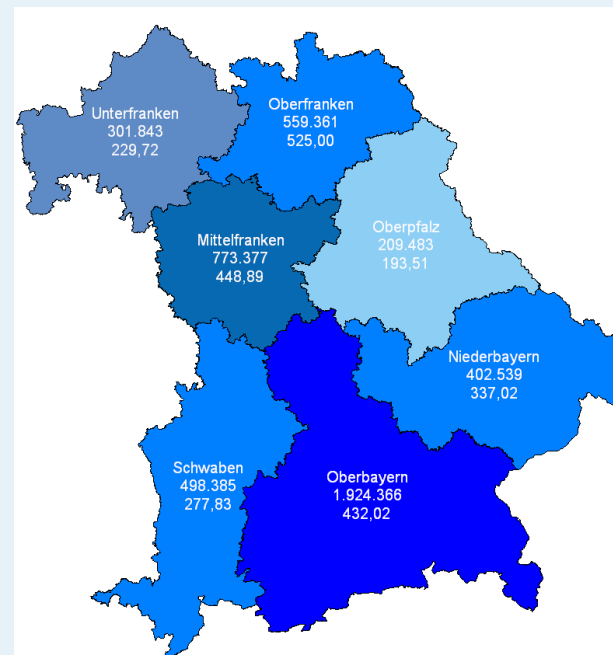 Unterfranken
301.843
229,72
Oberfranken
559.361
525,00
Mittelfranken
773.377
448,89
Oberpfalz
209.483
193,51
Niederbayern
402.539
337,02
Schwaben
498.385
277,83
Oberbayern
1.924.366
432,02